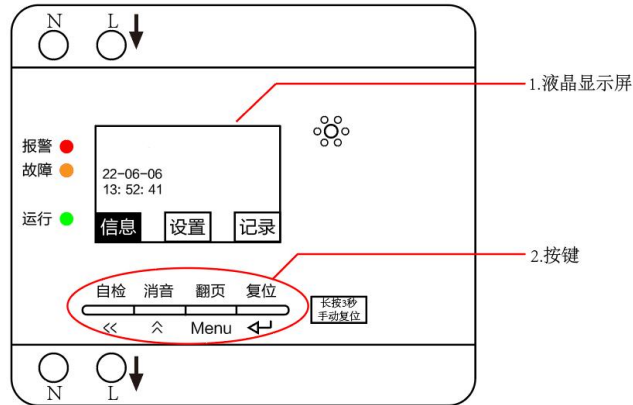 N L
1.液晶显示屏
报警
故障
22-06-06
13: 52: 41
运行
信息 设置 记录
2.按键
自检 消音 翻页 复位
长按3秒
手动复位
Menu
N L